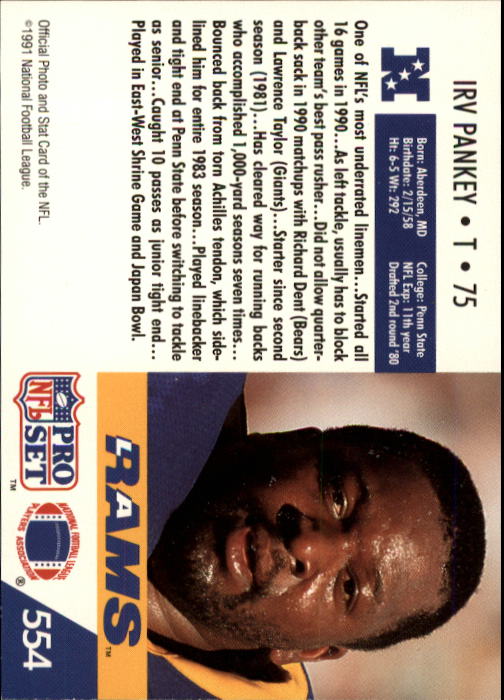 IRV PANKEY • T • 75
N
Born: Aberdeen, MD
Birthdate: 2/15/58
Ht: 6-5 Wt: 292
College: Penn State
NFL Exp: 11th year
Drafted 2nd round '80
One of NFL's most underrated linemen...Started all
16 games in 1990...As left tackle, usually has to block
other team's best pass rusher...Did not allow quarter-
back sack in 1990 matchups with Richard Dent (Bears)
and Lawrence Taylor (Giants)...Starter since second
season (1981)...Has cleared way for running backs
who accomplished 1,000-yard seasons seven times...
Bounced back from torn Achilles tendon, which side-
lined him for entire 1983 season...Played linebacker
and tight end at Penn State before switching to tackle
as senior...Caught 10 passes as junior tight end...
Played in East-West Shrine Game and Japan Bowl.
Official Photo and Stat Card of the NFL.
©1991 National Football League.
RAMS™
PRO
NFL SET™
NATIONAL FOOTBALL LEAGUE
PLAYERS ASSOCIATION®
554